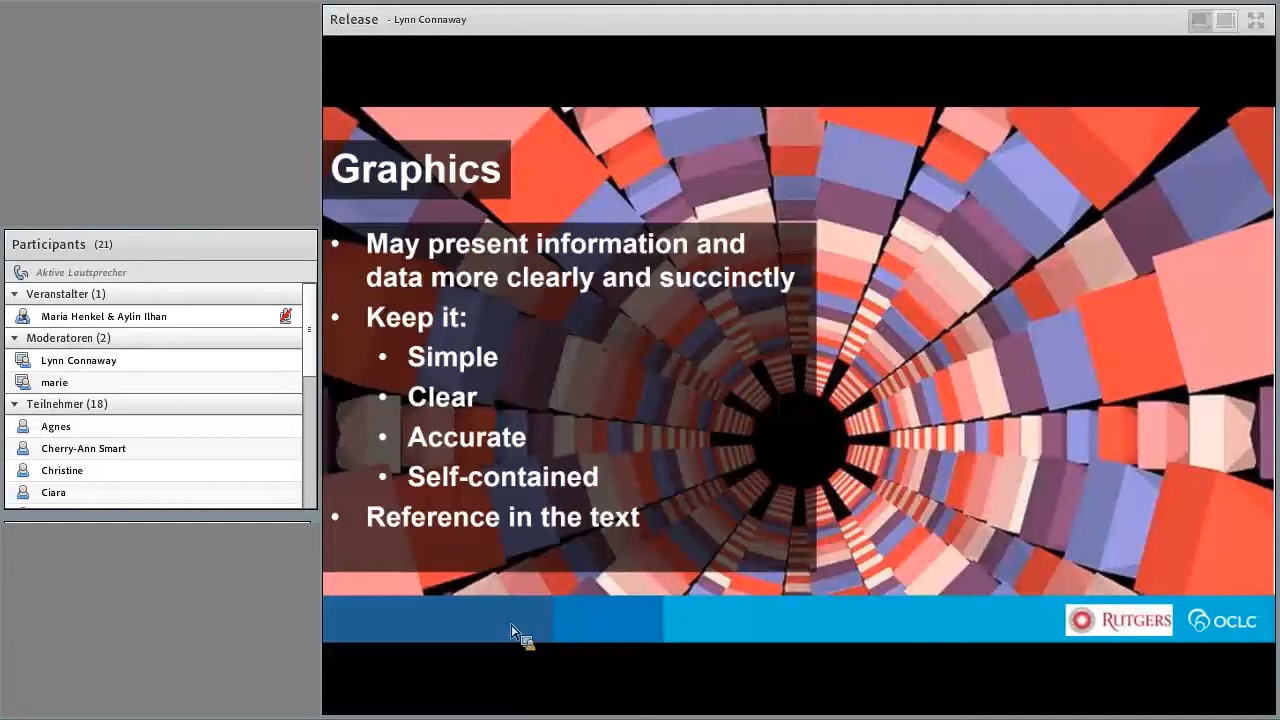 Release - Lynn Connaway
Participants (21)
Aktive Lautsprecher
Veranstalter (1)
Maria Henkel & Aylin Ilhan
Moderatoren (2)
Lynn Connaway
marie
Teilnehmer (18)
Agnes
Cherry-Ann Smart
Christine
Ciara
Graphics
• May present information and
data more clearly and succinctly
• Keep it:
• Simple
• Clear
• Accurate
• Self-contained
• Reference in the text
RUTGERS
OCLC